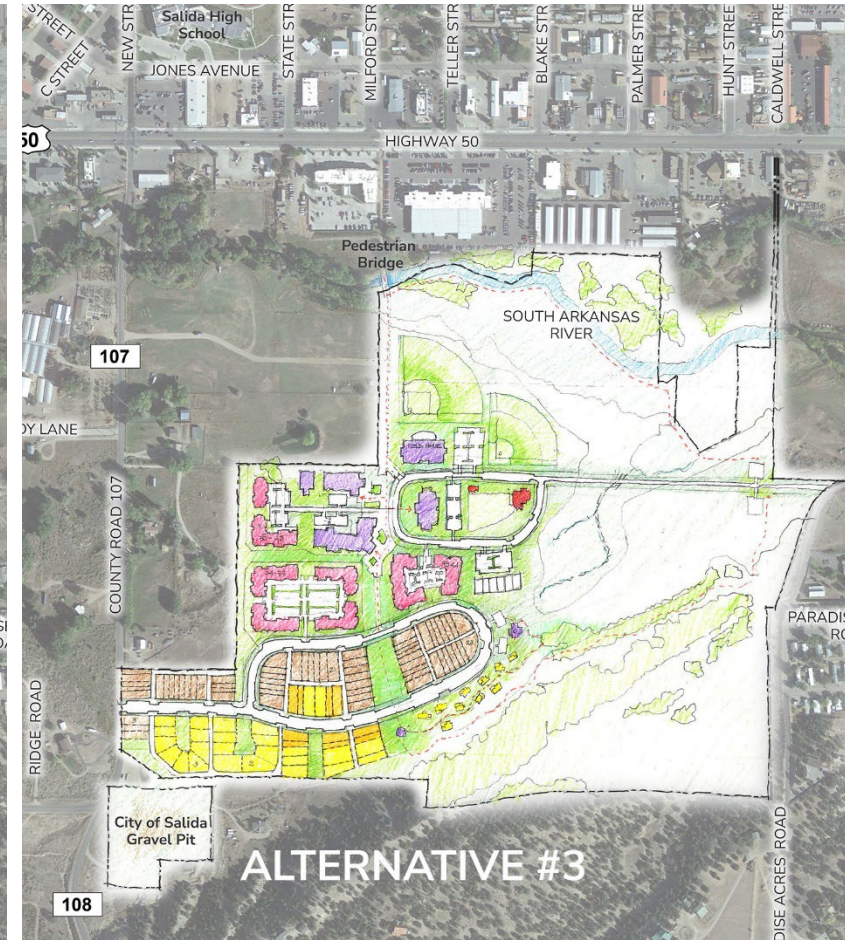 STREET
C STREET
NEW STR
Salida High
School
JONES AVENUE
STATE STR
MILFORD STR
TELLER STR
BLAKE STR
PALMER STR
HUNT STREE
CALDWELL STREE
50
HIGHWAY 50
Pedestrian
Bridge
SOUTH ARKANSAS
RIVER
107
DY LANE
COUNTY ROAD 107
PARADIS
RO
RIDGE ROAD
City of Salida
Gravel Pit
ALTERNATIVE #3
108
DISE ACRES ROAD